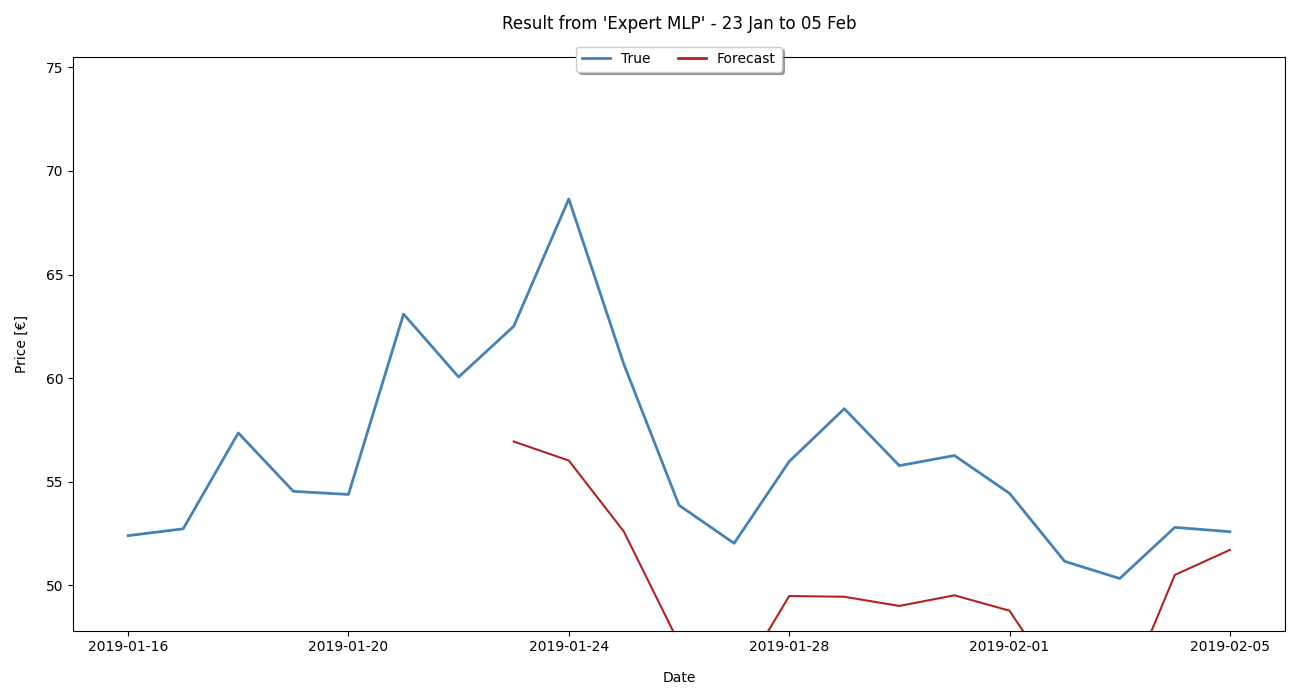 Result from 'Expert MLP' - 23 Jan to 05 Feb
True Forecast
75
70
65
60
55
50
Price [€]
2019-01-16 2019-01-20 2019-01-24 2019-01-28 2019-02-01 2019-02-05
Date